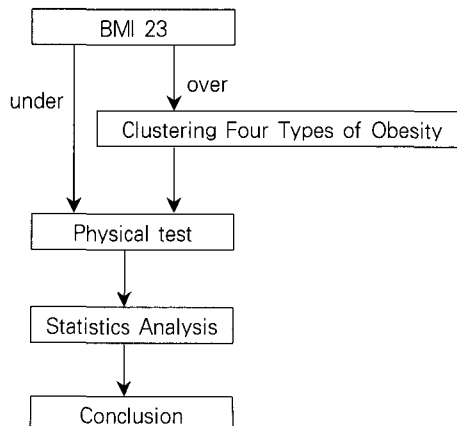 BMI 23
under
over
Clustering Four Types of Obesity
Physical test
Statistics Analysis
Conclusion